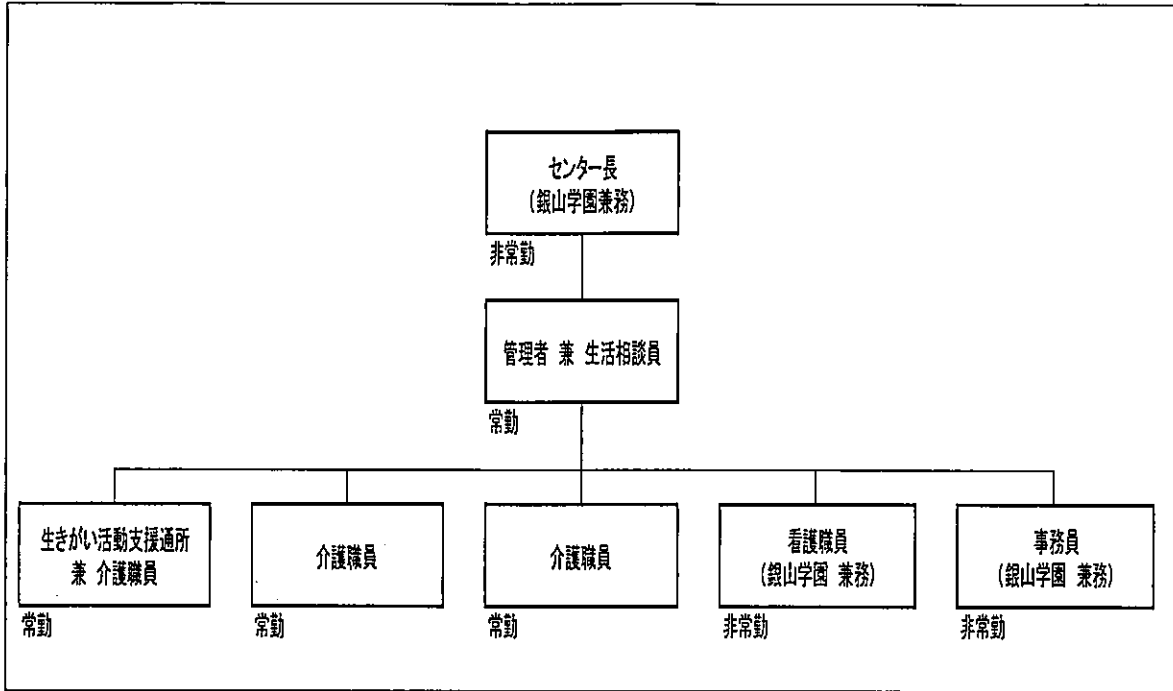 センター長
(銀山学園兼務)
非常勤
管理者 兼 生活相談員
常勤
生きがい活動支援通所
兼 介護職員
常勤
介護職員
常勤
介護職員
常勤
看護職員
(銀山学園 兼務)
非常勤
事務員
(銀山学園 兼務)
非常勤